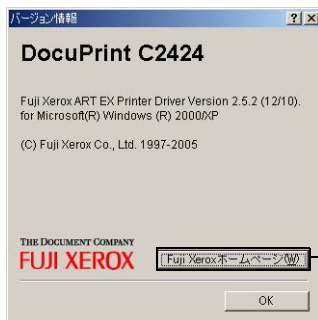 バージョン情報
DocuPrint C2424
Fuji Xerox ART EX Printer Driver Version 2.5.2 (12/10).
for Microsoft(R) Windows (R) 2000/XP
(C) Fuji Xerox Co., Ltd. 1997-2005
THE DOCUMENT COMPANY
FUJI XEROX
Fuji Xeroxホームページ(W)
OK